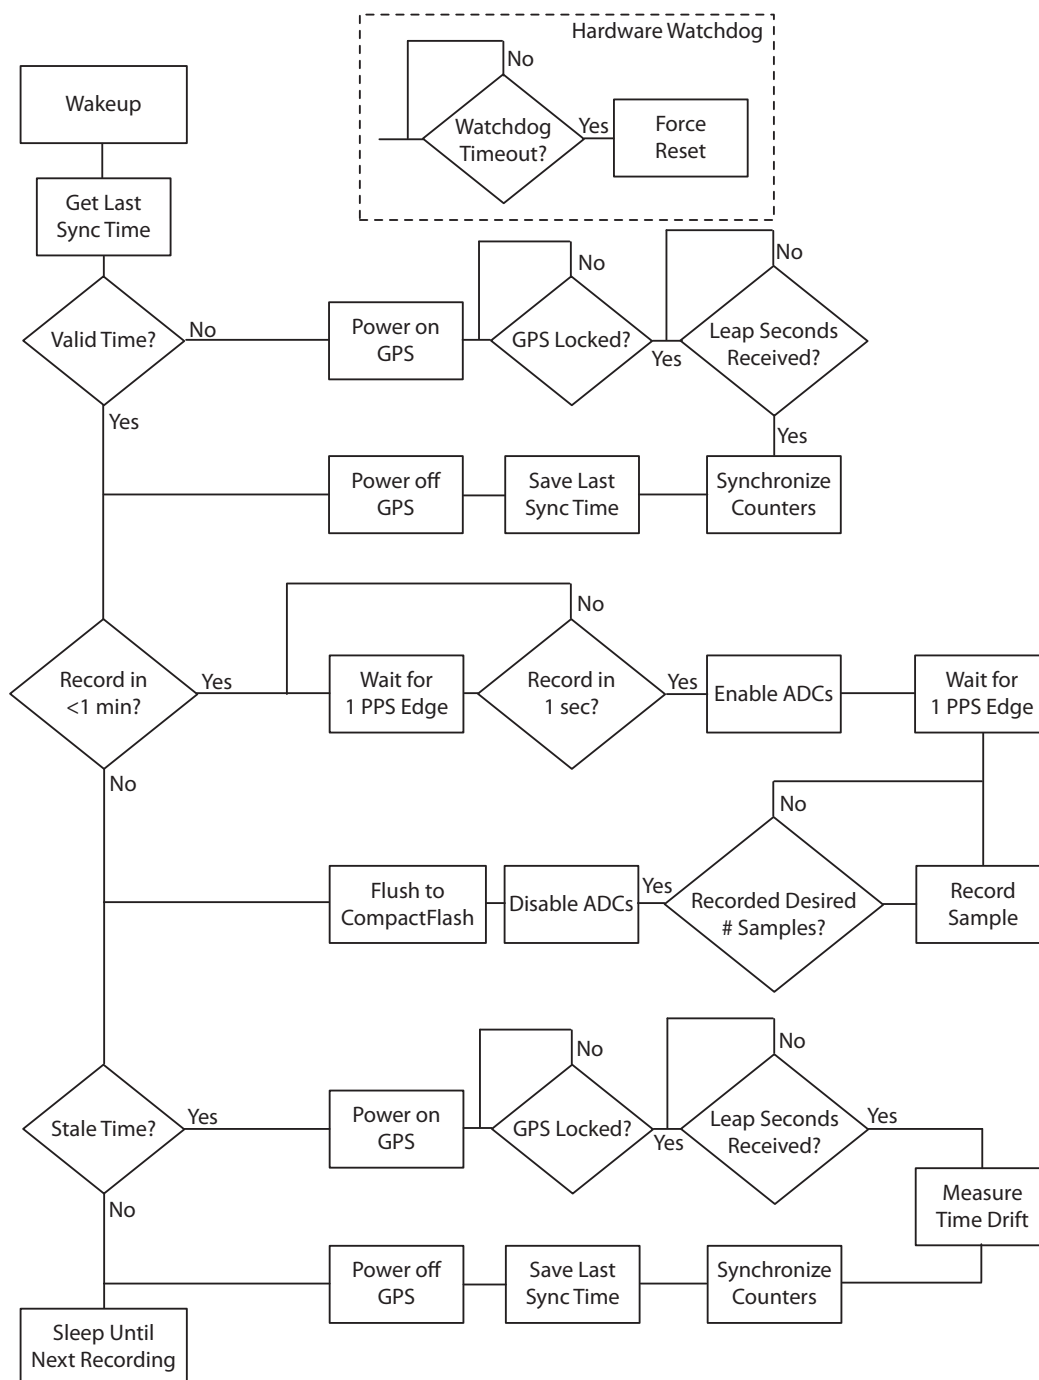 Hardware Watchdog
No
Wakeup
Watchdog
Timeout?
Yes
Force
Reset
Get Last
Sync Time
No
No
Valid Time?
No
Power on
GPS
GPS Locked?
Yes
Leap Seconds
Received?
Yes
Yes
Power off
GPS
Save Last
Sync Time
Synchronize
Counters
No
Record in
<1 min?
Yes
Wait for
1 PPS Edge
Record in
1 sec?
Yes
Enable ADCs
Wait for
1 PPS Edge
No
No
Flush to
CompactFlash
Disable ADCs
Yes
Recorded Desired
# Samples?
Record
Sample
No
No
Stale Time?
Yes
Power on
GPS
GPS Locked?
Yes
Leap Seconds
Received?
Yes
No
Measure
Time Drift
Power off
GPS
Save Last
Sync Time
Synchronize
Counters
Sleep Until
Next Recording